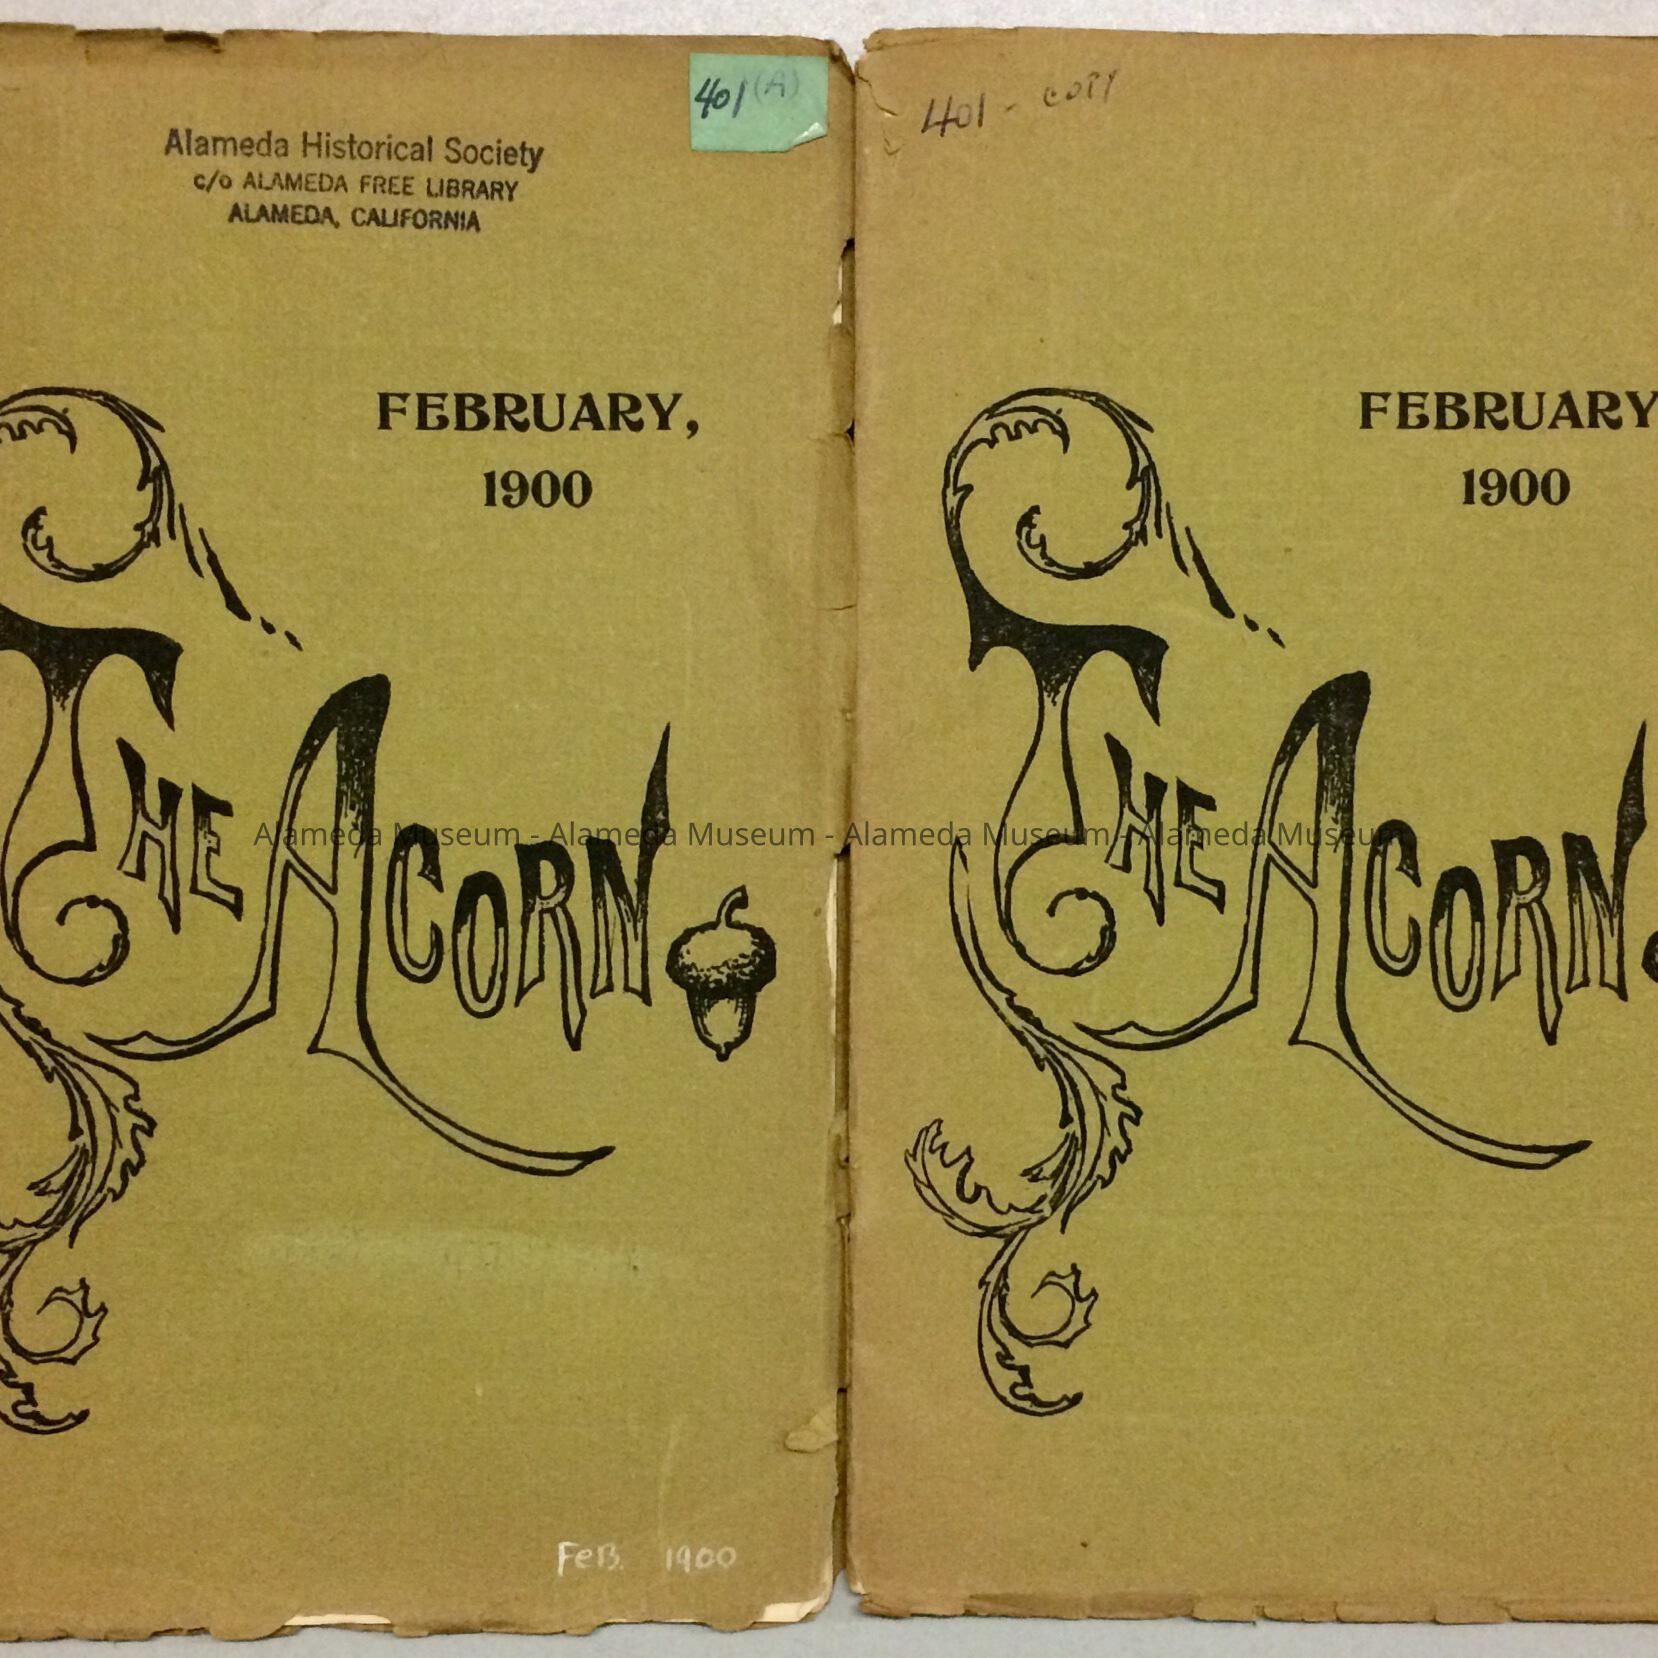 401 (A)
Alameda Historical Society
c/o ALAMEDA FREE LIBRARY
ALAMEDA, CALIFORNIA
FEBRUARY,
1900
THE ACORN.
FEB. 1900
401 - COPY
FEBRUARY
1900
THE ACORN.
Alameda Museum - Alameda Museum - Alameda Museum - Alameda Museum